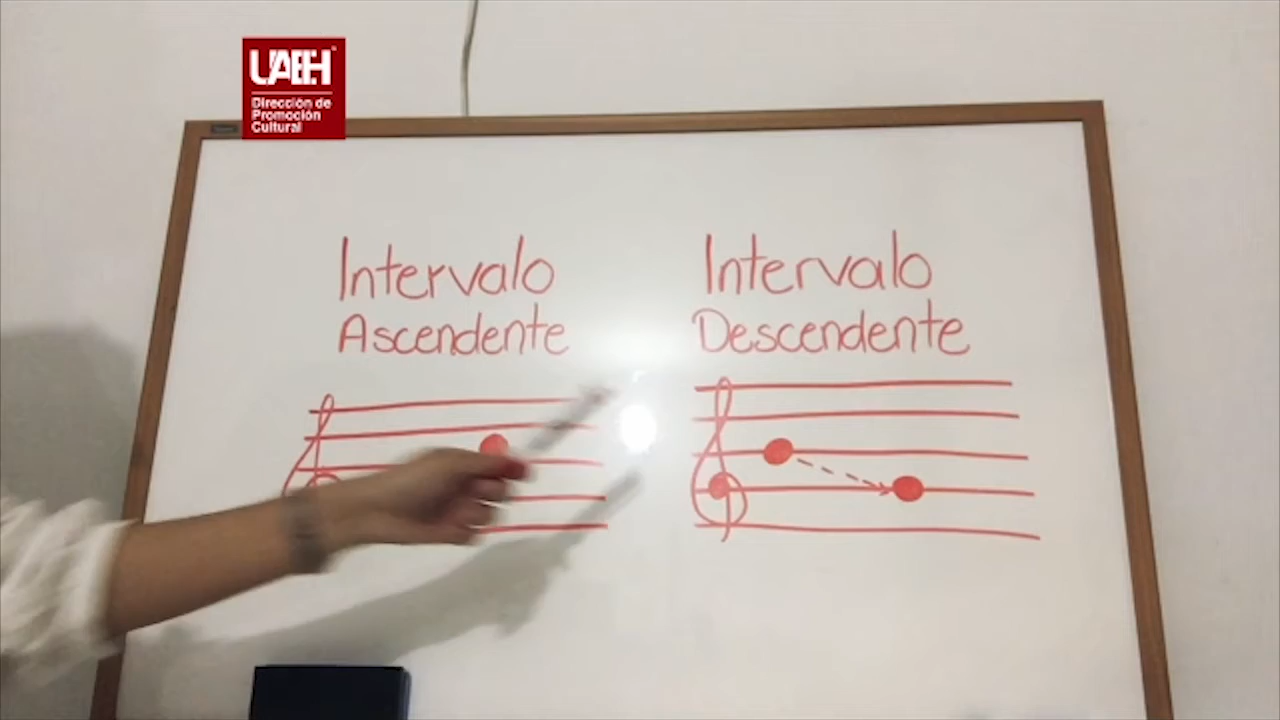 UAEH
Dirección de
Promoción
Cultural
Intervalo
Ascendente
Intervalo
Descendente